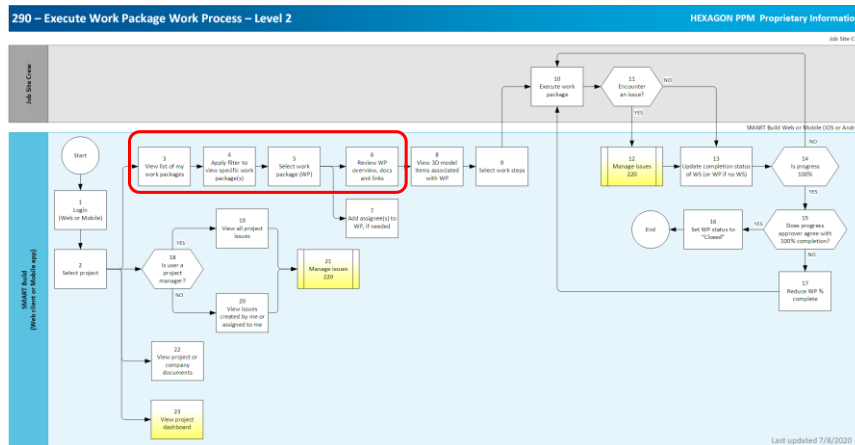 290 – Execute Work Package Work Process – Level 2
HEXAGON PPM Proprietary Information
Job Site C
Job Site Crew
10
Execute work
package
11
Encounter
an issue?
NO
YES
SMART Build Web or Mobile (iOS or Andr
SMART Build
(Web client or Mobile app)
Start
1
Login
(Web or Mobile)
2
Select project
3
View list of my
work packages
4
Apply filter to
view specific work
package(s)
5
Select work
package (WP)
6
Review WP
overview, docs
and links
7
Add assignee(s) to
WP, if needed
8
View 3D model
items associated
with WP
9
Select work steps
12
Manage issues
220
13
Update completion status
of WS (or WP if no WS)
NO
14
Is progress
100%
YES
15
Does progress
approver agree with
100% completion?
YES
16
Set WP status to
"Closed"
End
NO
17
Reduce WP %
complete
18
Is user a
project
manager?
YES
NO
19
View all project
issues
20
View issues
created by me or
assigned to me
21
Manage issues
220
22
View project or
company
documents
23
View project
dashboard
Last updated 7/8/2020